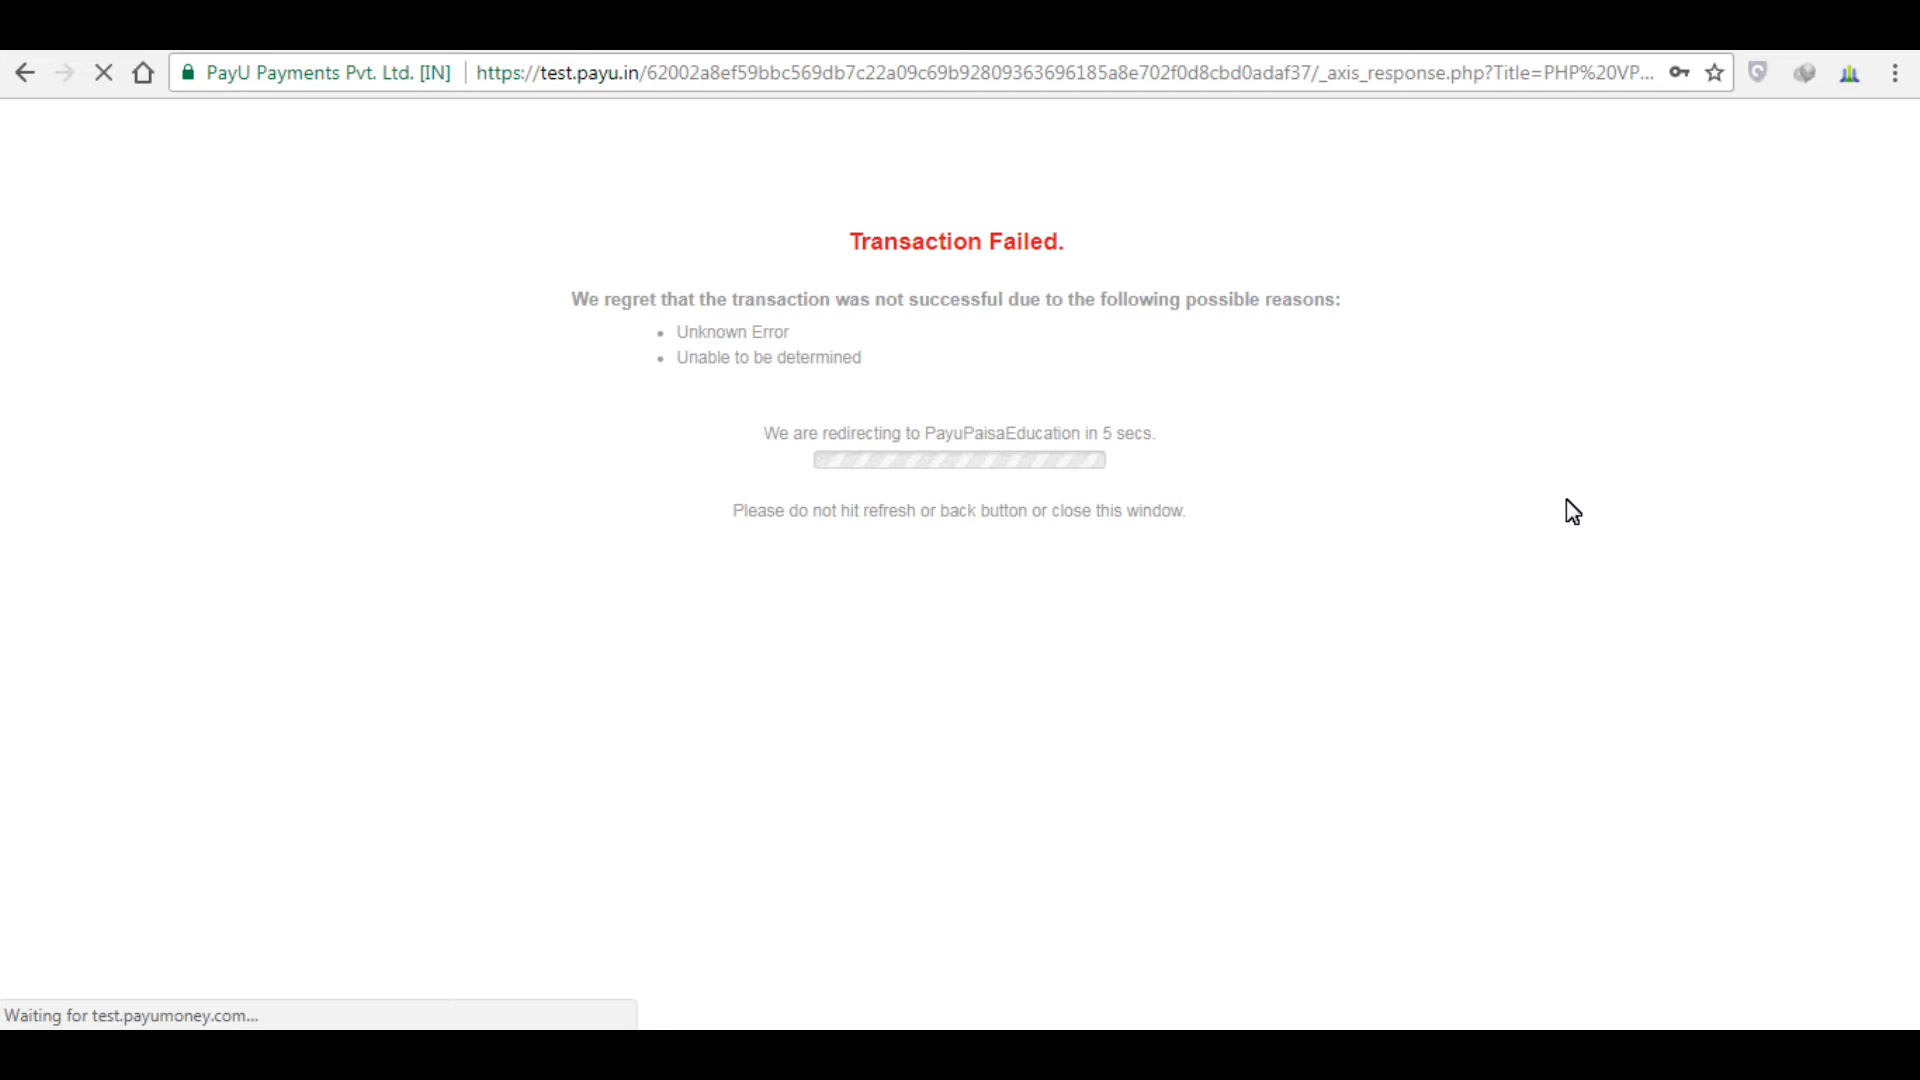 PayU Payments Pvt. Ltd. [IN] https://test.payu.in/62002a8ef59bbc569db7c22a09c69b92809363696185a8e702f0d8cbd0adaf37/_axis_response.php?Title=PHP%20VP...
Transaction Failed.
We regret that the transaction was not successful due to the following possible reasons:
• Unknown Error
• Unable to be determined
We are redirecting to PayuPaisaEducation in 5 secs.
Please do not hit refresh or back button or close this window.
Waiting for test.payumoney.com...